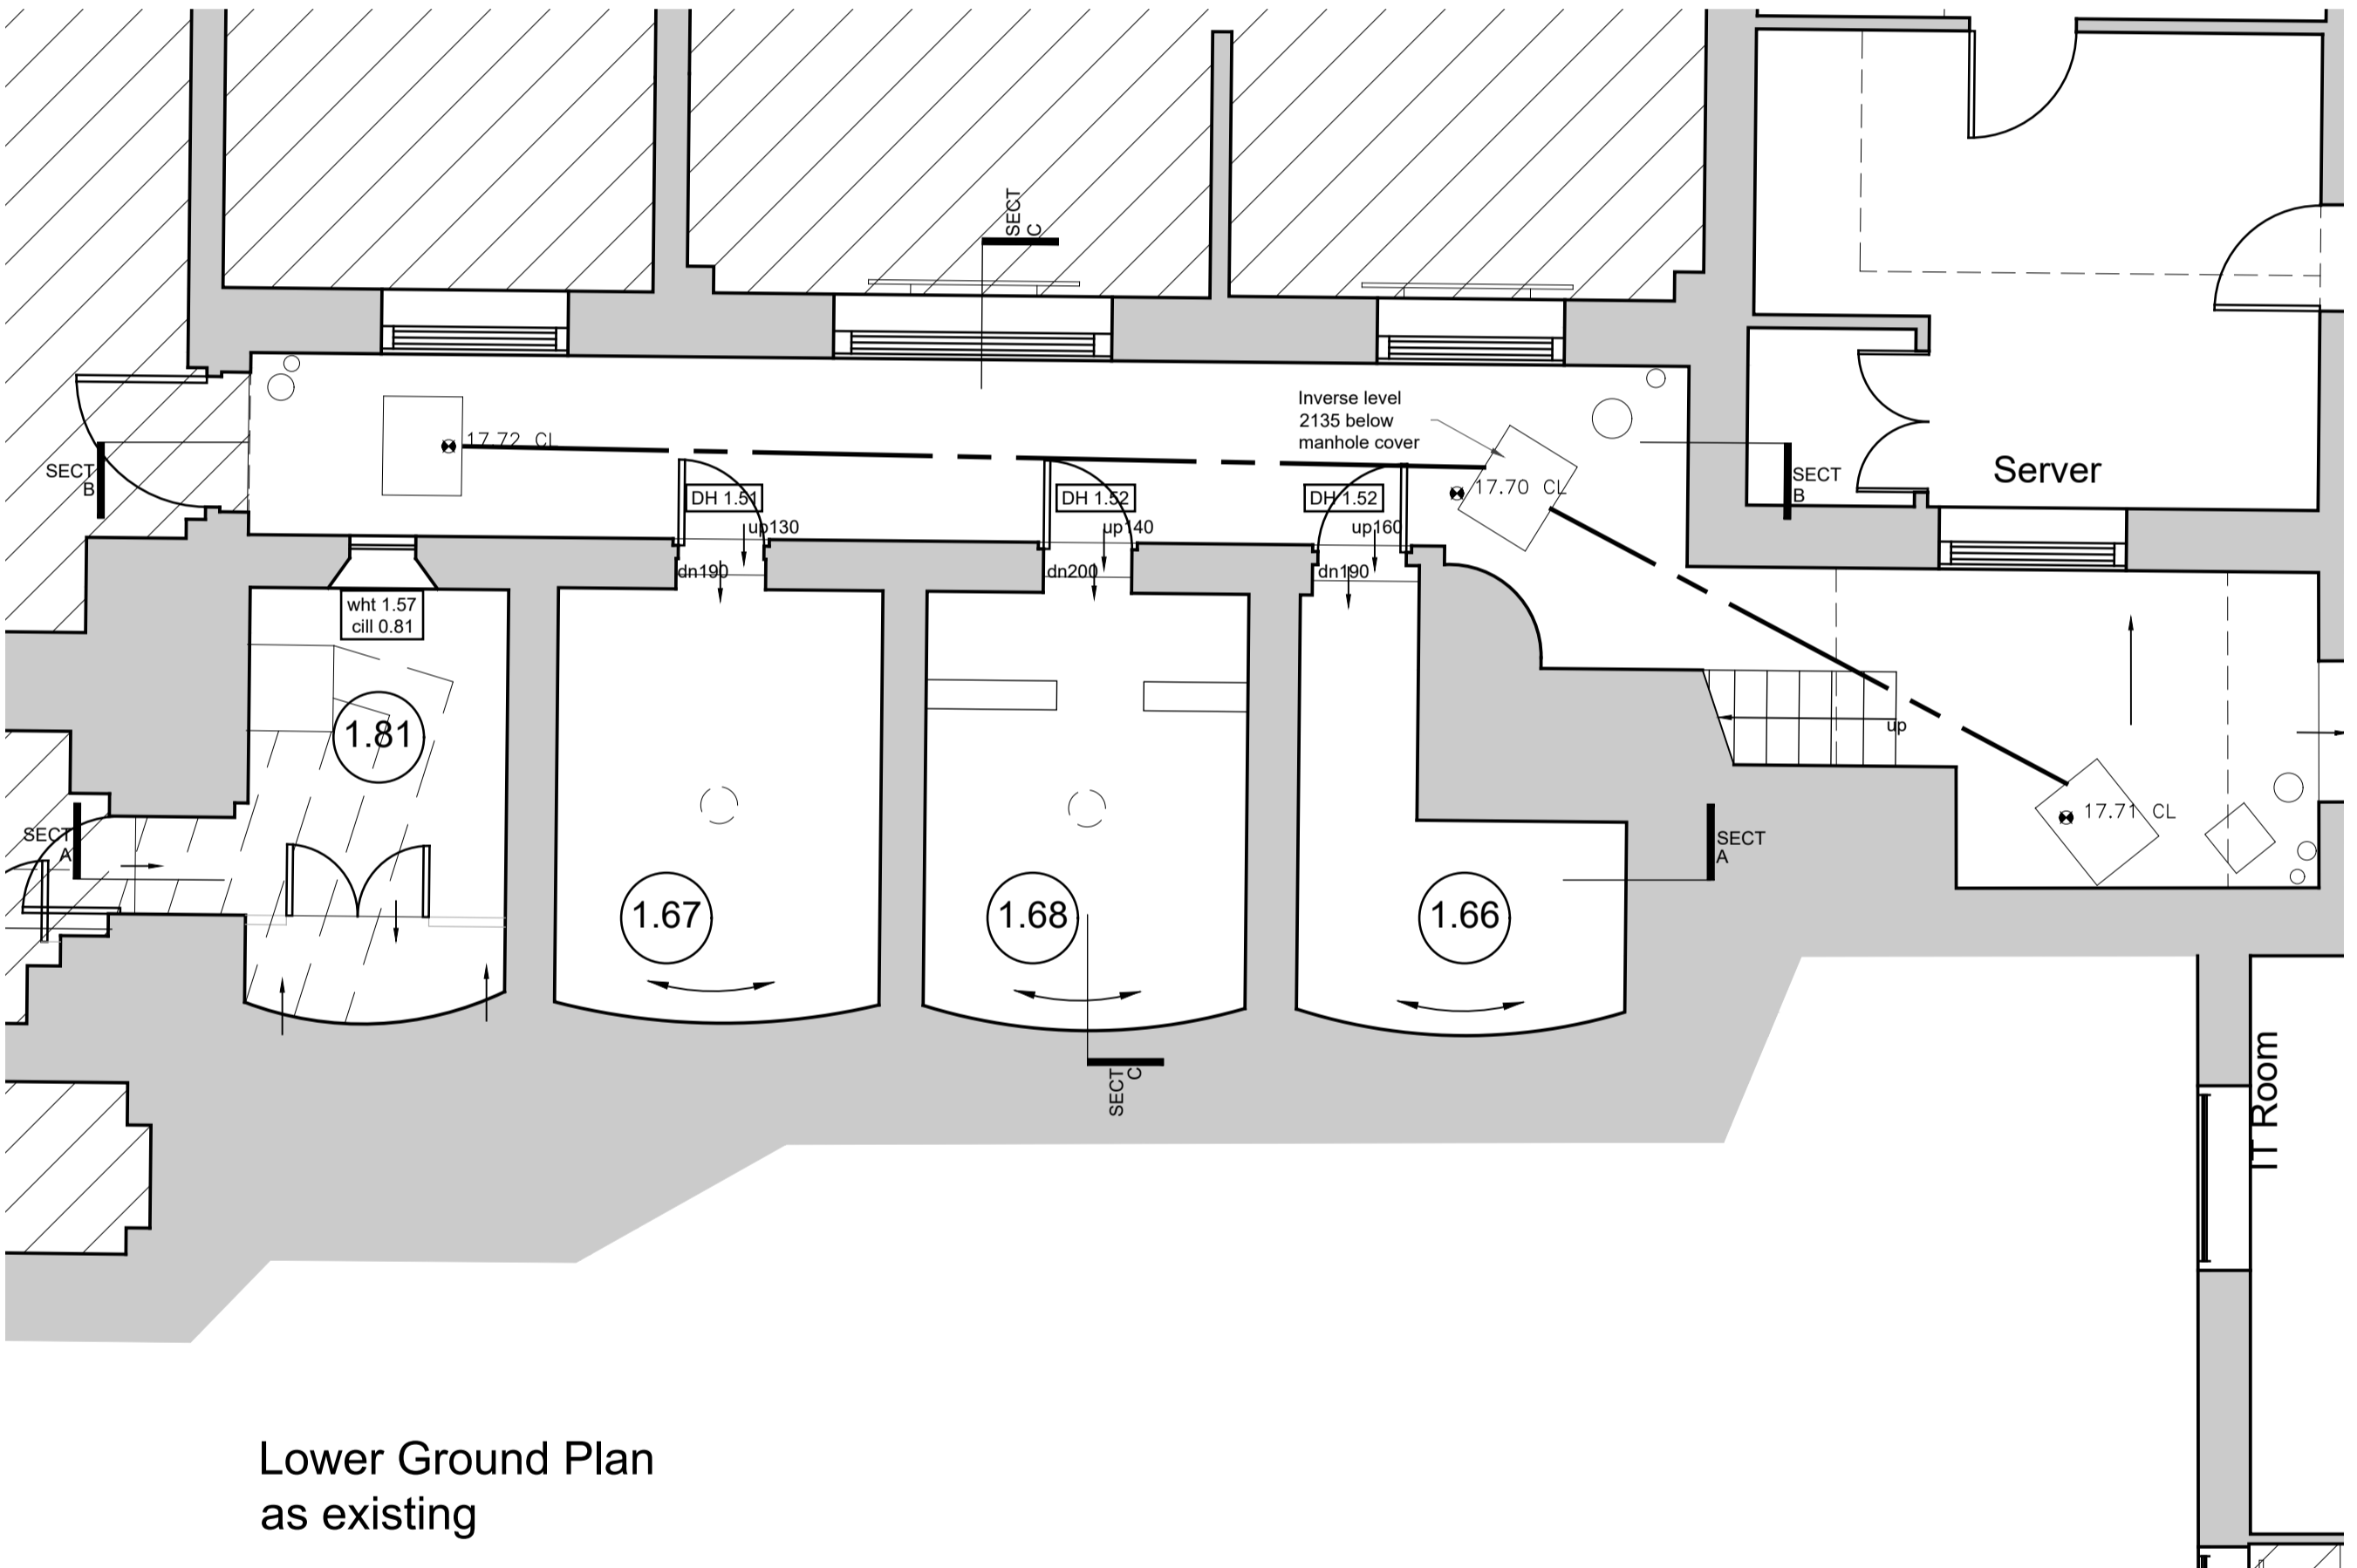 SECT
C
Inverse level
2135 below
manhole cover
17.72 CL
SECT
B
17.70 CL
SECT
B
Server
DH 1.51
DH 1.52
DH 1.52
up130
up140
up160
dn190
dn200
dn190
wht 1.57
cill 0.81
1.81
up
17.71 CL
SECT
A
SECT
A
1.67
1.68
1.66
SECT
C
IT Room
Lower Ground Plan
as existing